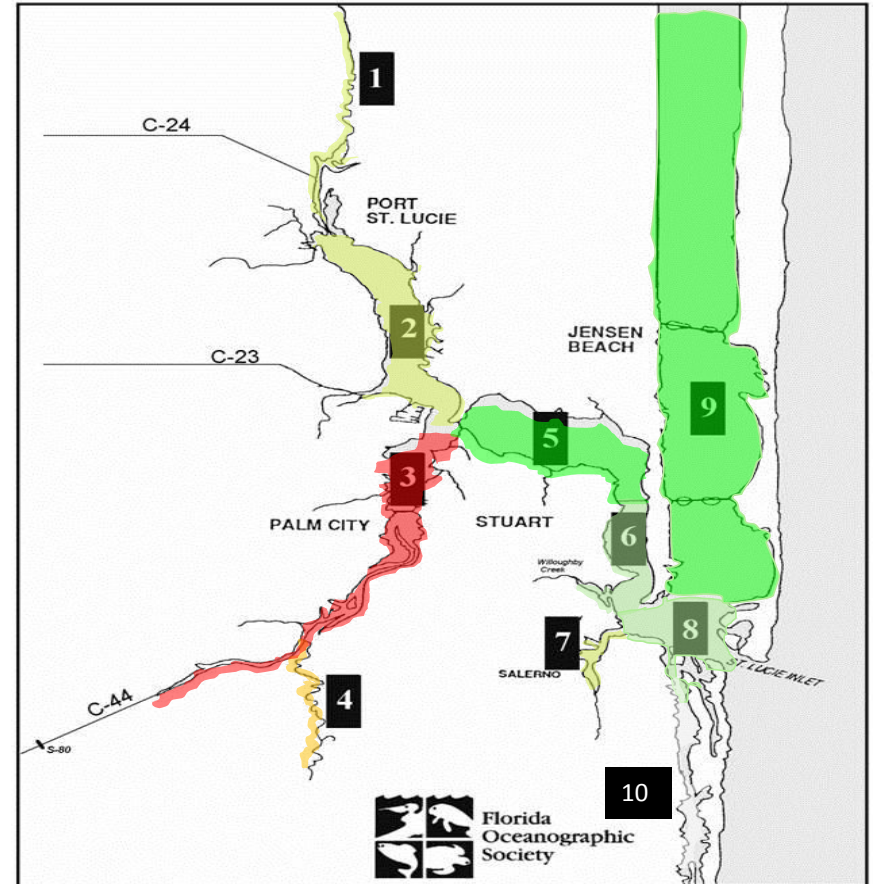 1
C-24
PORT
ST. LUCIE
2
JENSEN
BEACH
C-23
9
5
3
PALM CITY
STUART
6
Willoughby
Creek
8
7
SALERNO
ST. LUCIE INLET
4
C-44
S-80
10
Florida
Oceanographic
Society